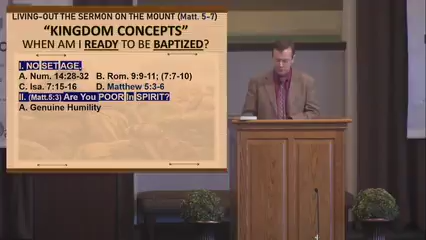 LIVING-OUT THE SERMON ON THE MOUNT (Matt. 5-7)
"KINGDOM CONCEPTS"
WHEN AM I READY TO BE BAPTIZED?
I. NO SET AGE.
A. Num. 14:28-32 B. Rom. 9:9-11; (7:7-10)
C. Isa. 7:15-16 D. Matthew 5:3-6
II. (Matt.5:3) Are You POOR in SPIRIT?
A. Genuine Humility